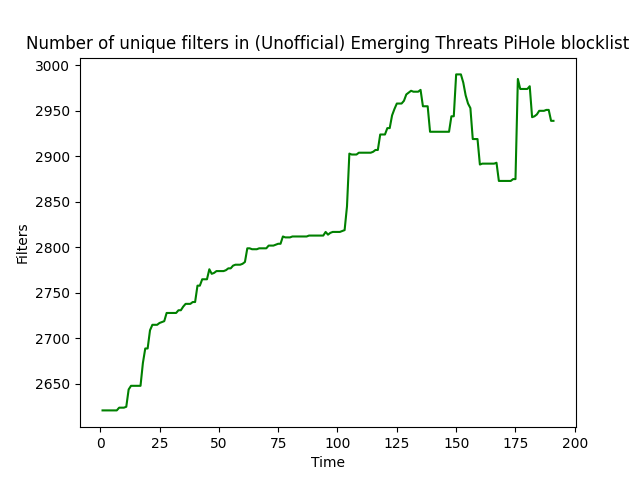 Number of unique filters in (Unofficial) Emerging Threats PiHole blocklist
3000
2950
2900
2850
2800
2750
2700
2650
Filters
0 25 50 75 100 125 150 175 200
Time